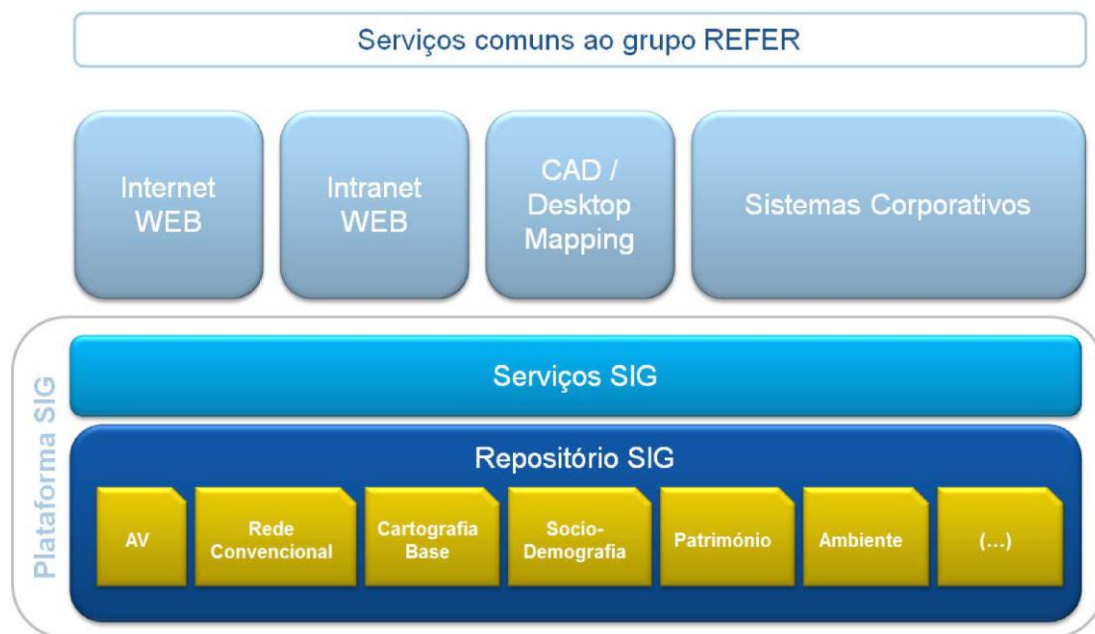 Serviços comuns ao grupo REFER
Internet
WEB
Intranet
WEB
CAD /
Desktop
Mapping
Sistemas Corporativos
Plataforma SIG
Serviços SIG
Repositório SIG
AV
Rede
Convencional
Cartografia
Base
Socio-
Demografia
Património
Ambiente
(...)